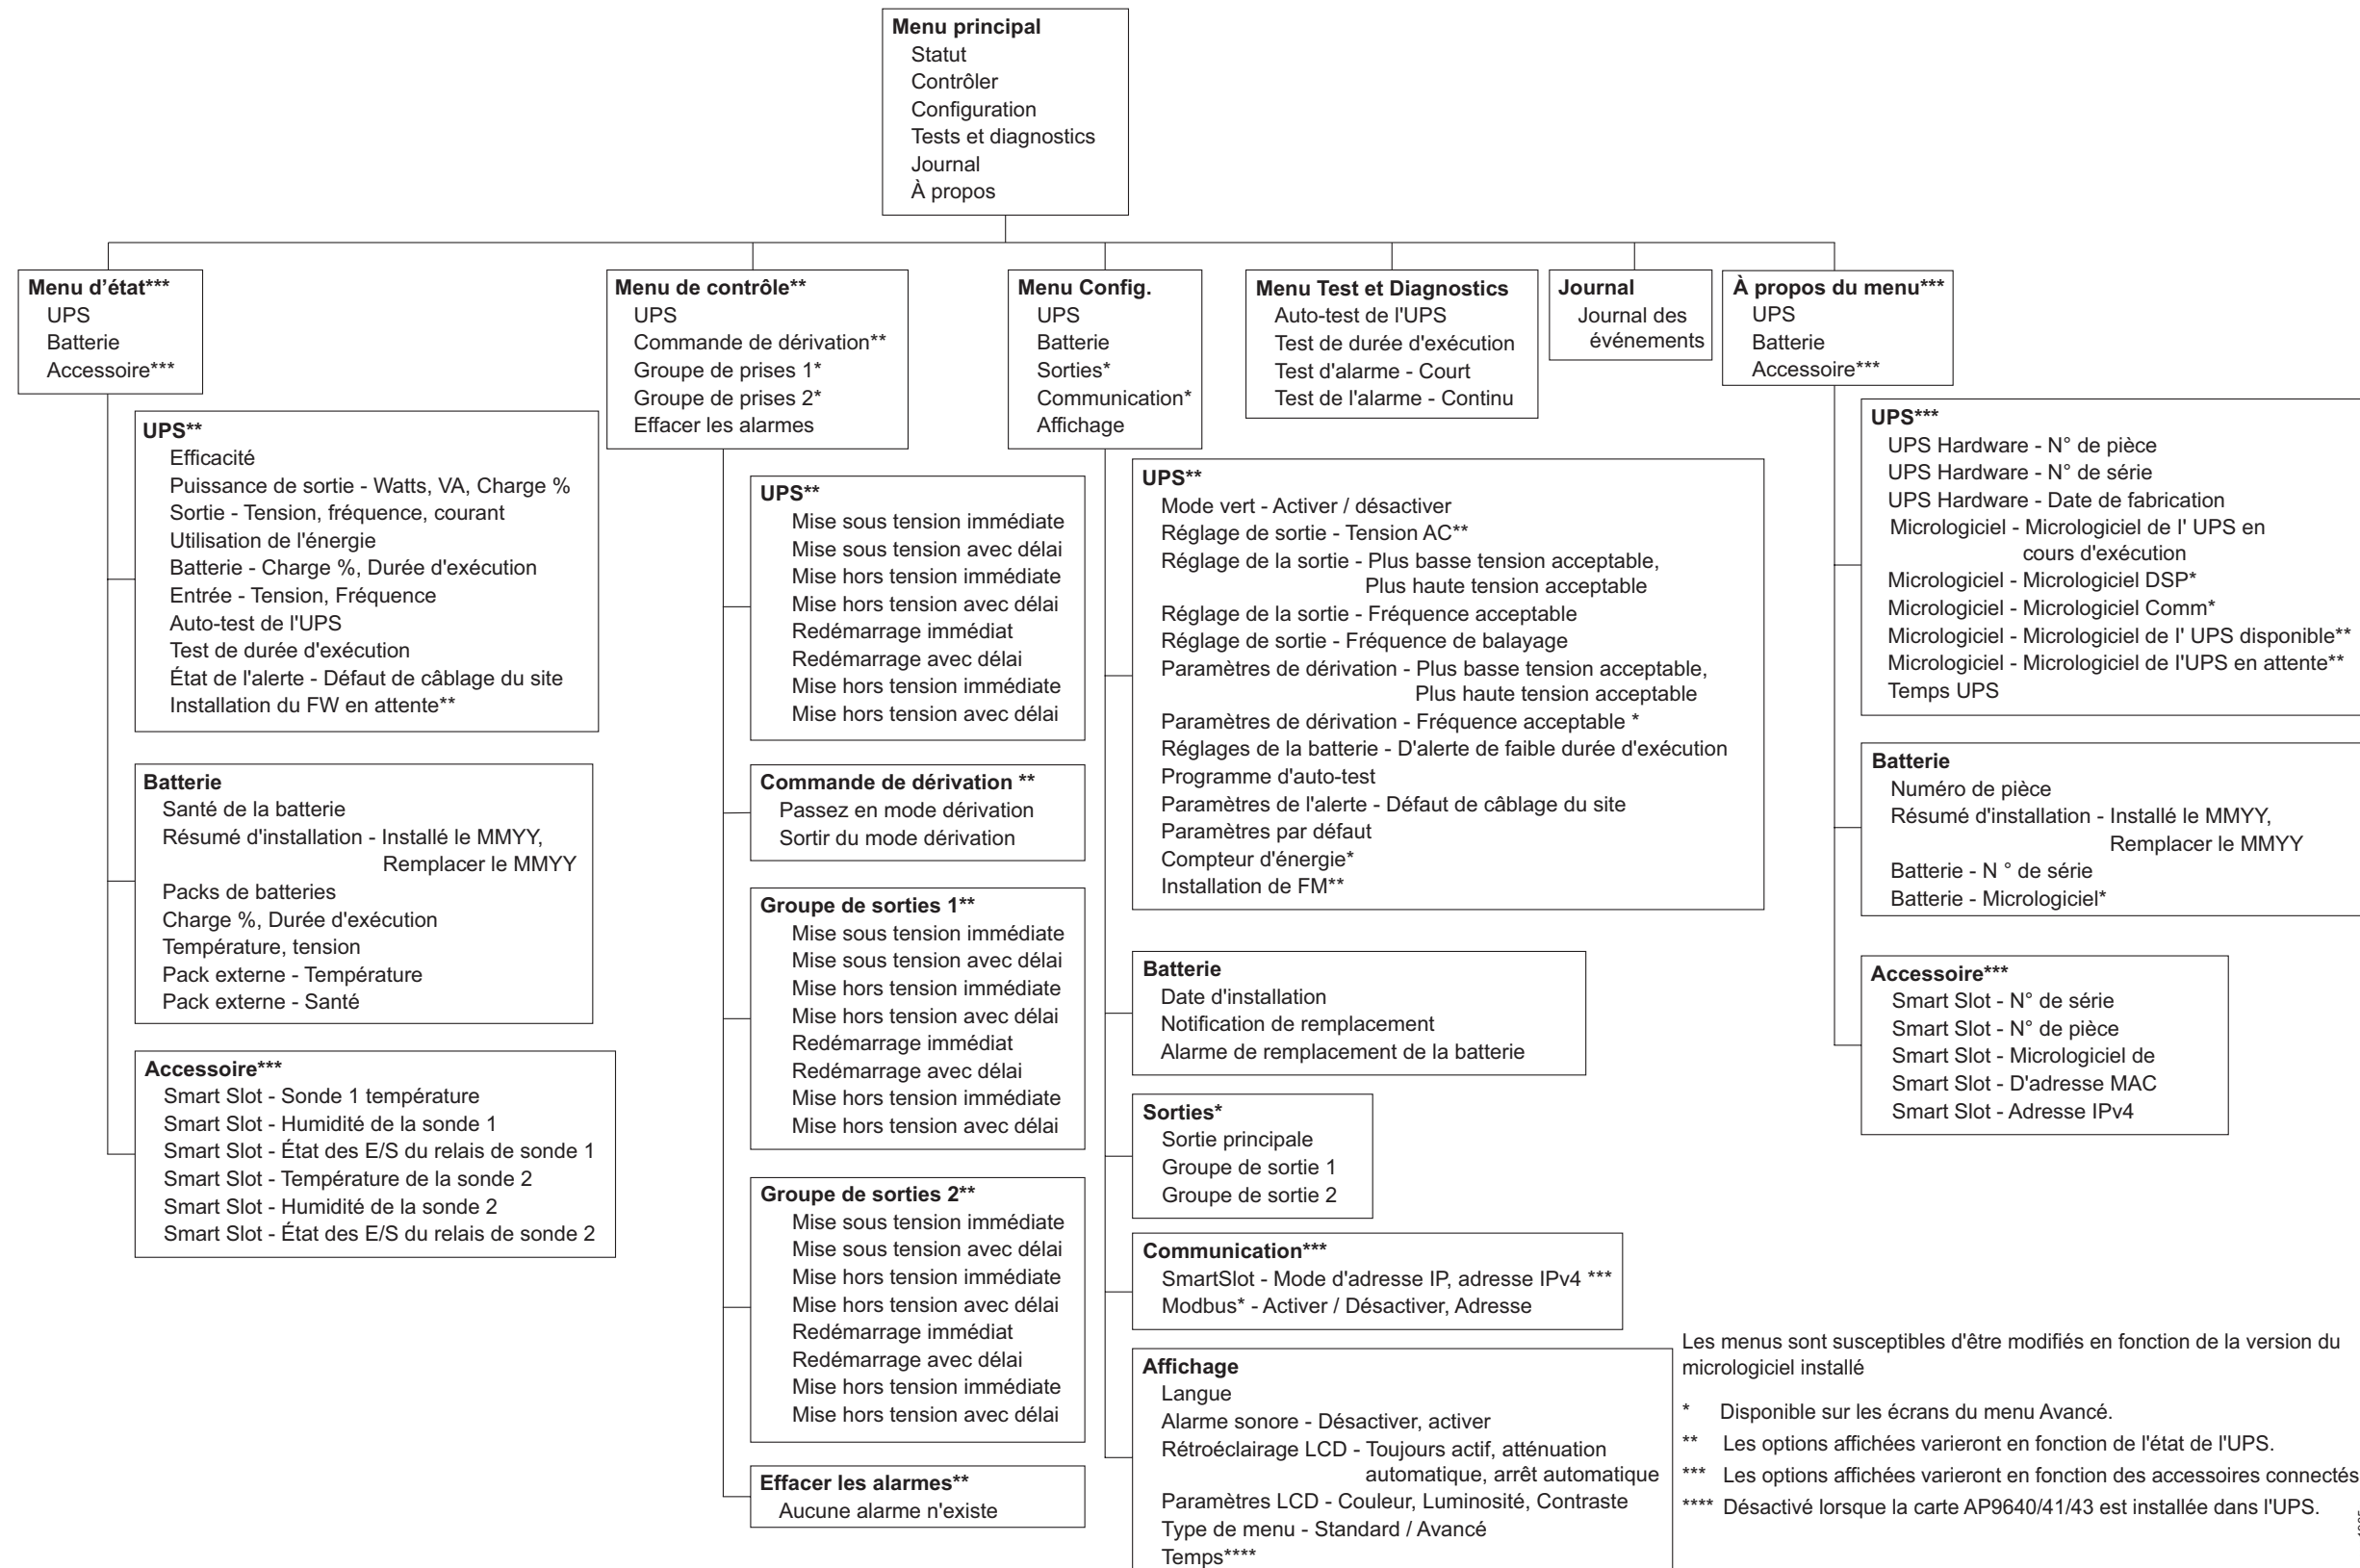 Menu principal
Statut
Contrôler
Configuration
Tests et diagnostics
Journal
À propos
Menu d'état***
UPS
Batterie
Accessoire***
UPS**
Efficacité
Puissance de sortie - Watts, VA, Charge %
Sortie - Tension, fréquence, courant
Utilisation de l'énergie
Batterie - Charge %, Durée d'exécution
Entrée - Tension, Fréquence
Auto-test de l'UPS
Test de durée d'exécution
État de l'alerte - Défaut de câblage du site
Installation du FW en attente**
Batterie
Santé de la batterie
Résumé d'installation - Installé le MMYY,
Remplacer le MMYY
Packs de batteries
Charge %, Durée d'exécution
Température, tension
Pack externe - Température
Pack externe - Santé
Accessoire***
Smart Slot - Sonde 1 température
Smart Slot - Humidité de la sonde 1
Smart Slot - État des E/S du relais de sonde 1
Smart Slot - Température de la sonde 2
Smart Slot - Humidité de la sonde 2
Smart Slot - État des E/S du relais de sonde 2
Menu de contrôle**
UPS
Commande de dérivation**
Groupe de prises 1*
Groupe de prises 2*
Effacer les alarmes
UPS**
Mise sous tension immédiate
Mise sous tension avec délai
Mise hors tension immédiate
Mise hors tension avec délai
Redémarrage immédiat
Redémarrage avec délai
Mise hors tension immédiate
Mise hors tension avec délai
Commande de dérivation **
Passez en mode dérivation
Sortir du mode dérivation
Groupe de sorties 1**
Mise sous tension immédiate
Mise sous tension avec délai
Mise hors tension immédiate
Mise hors tension avec délai
Redémarrage immédiat
Redémarrage avec délai
Mise hors tension immédiate
Mise hors tension avec délai
Groupe de sorties 2**
Mise sous tension immédiate
Mise sous tension avec délai
Mise hors tension immédiate
Mise hors tension avec délai
Redémarrage immédiat
Redémarrage avec délai
Mise hors tension immédiate
Mise hors tension avec délai
Effacer les alarmes**
Aucune alarme n'existe
Menu Config.
UPS
Batterie
Sorties*
Communication*
Affichage
UPS**
Mode vert - Activer / désactiver
Réglage de sortie - Tension AC**
Réglage de la sortie - Plus basse tension acceptable,
Plus haute tension acceptable
Réglage de la sortie - Fréquence acceptable
Réglage de sortie - Fréquence de balayage
Paramètres de dérivation - Plus basse tension acceptable,
Plus haute tension acceptable
Paramètres de dérivation - Fréquence acceptable *
Réglages de la batterie - D'alerte de faible durée d'exécution
Programme d'auto-test
Paramètres de l'alerte - Défaut de câblage du site
Paramètres par défaut
Compteur d'énergie*
Installation de FM**
Batterie
Date d'installation
Notification de remplacement
Alarme de remplacement de la batterie
Sorties*
Sortie principale
Groupe de sortie 1
Groupe de sortie 2
Communication***
SmartSlot - Mode d'adresse IP, adresse IPv4 ***
Modbus* - Activer / Désactiver, Adresse
Affichage
Langue
Alarme sonore - Désactiver, activer
Rétroéclairage LCD - Toujours actif, atténuation
automatique, arrêt automatique
Paramètres LCD - Couleur, Luminosité, Contraste
Type de menu - Standard / Avancé
Temps****
Menu Test et Diagnostics
Auto-test de l'UPS
Test de durée d'exécution
Test d'alarme - Court
Test de l'alarme - Continu
Journal
Journal des
événements
À propos du menu***
UPS
Batterie
Accessoire***
UPS***
UPS Hardware - N° de pièce
UPS Hardware - N° de série
UPS Hardware - Date de fabrication
Micrologiciel - Micrologiciel de l' UPS en
cours d'exécution
Micrologiciel - Micrologiciel DSP*
Micrologiciel - Micrologiciel Comm*
Micrologiciel - Micrologiciel de l' UPS disponible**
Micrologiciel - Micrologiciel de l'UPS en attente**
Temps UPS
Batterie
Numéro de pièce
Résumé d'installation - Installé le MMYY,
Remplacer le MMYY
Batterie - N ° de série
Batterie - Micrologiciel*
Accessoire***
Smart Slot - N° de série
Smart Slot - N° de pièce
Smart Slot - Micrologiciel de
Smart Slot - D'adresse MAC
Smart Slot - Adresse IPv4
Les menus sont susceptibles d'être modifiés en fonction de la version du
micrologiciel installé
* Disponible sur les écrans du menu Avancé.
** Les options affichées varieront en fonction de l'état de l'UPS.
*** Les options affichées varieront en fonction des accessoires connectés
**** Désactivé lorsque la carte AP9640/41/43 est installée dans l'UPS.